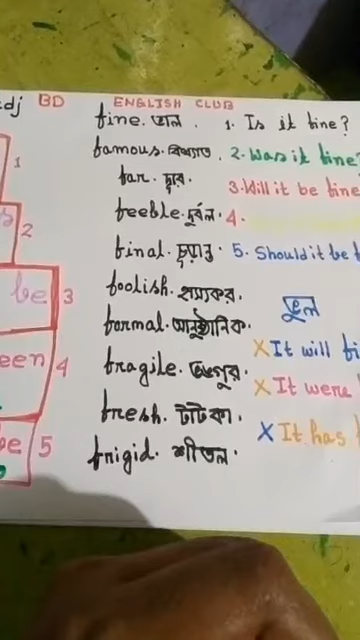 dj BD ENGLISH CLUB
fine. ভাল. 1. Is it fine?
famous. বিখ্যাত. 2. Was it fine?
far. দূর. 3. Will it be fine
feeble. দুর্বল. 4.
final. চূড়ান্ত. 5. Should it be f
foolish. হাস্যকর. ভুল
formal. আনুষ্ঠানিক.
X It will fi
fragile. ভঙ্গুর.
X It were
fresh. টাটকা.
X It has
frigid. শীতল.
1
s 2
be 3
een 4
be 5